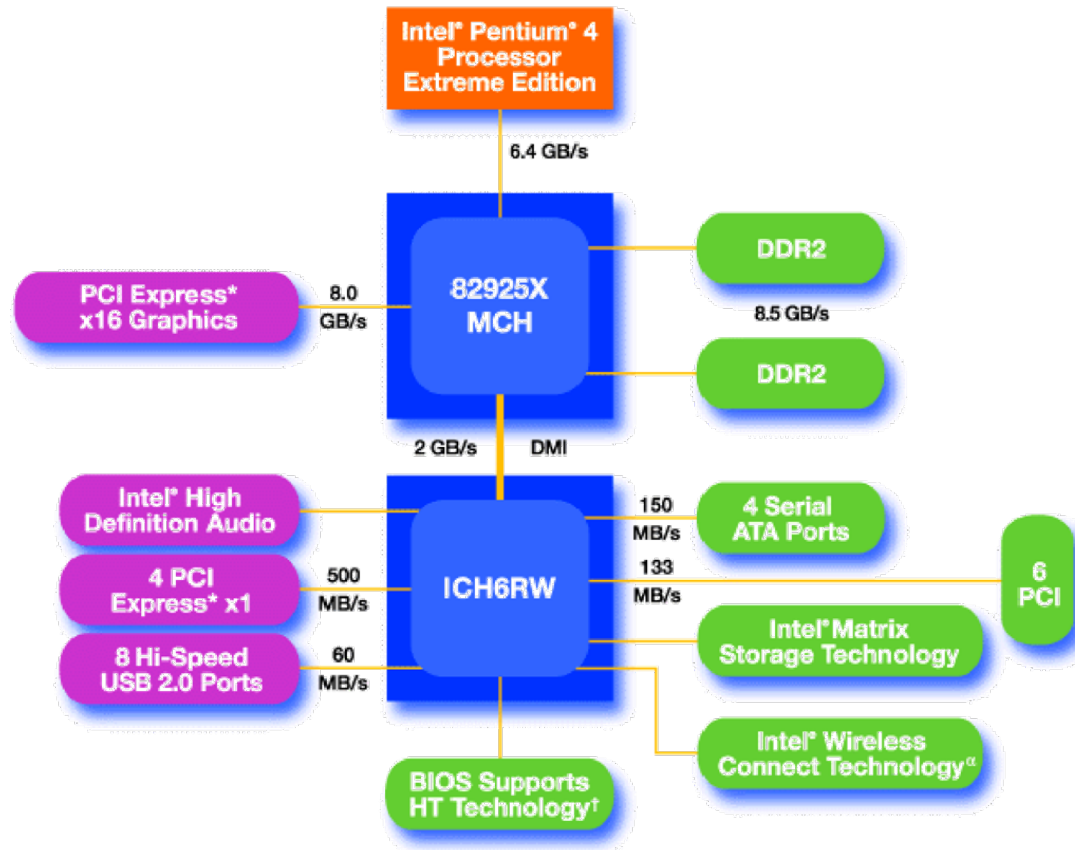 Intel® Pentium® 4
Processor
Extreme Edition
6.4 GB/s
PCI Express*
x16 Graphics
8.0
GB/s
82925X
MCH
DDR2
8.5 GB/s
DDR2
2 GB/s
DMI
Intel® High
Definition Audio
4 PCI
Express* x1
500
MB/s
8 Hi-Speed
USB 2.0 Ports
60
MB/s
ICH6RW
150
MB/s
4 Serial
ATA Ports
133
MB/s
6
PCI
Intel® Matrix
Storage Technology
Intel® Wireless
Connect Technologyα
BIOS Supports
HT Technology†